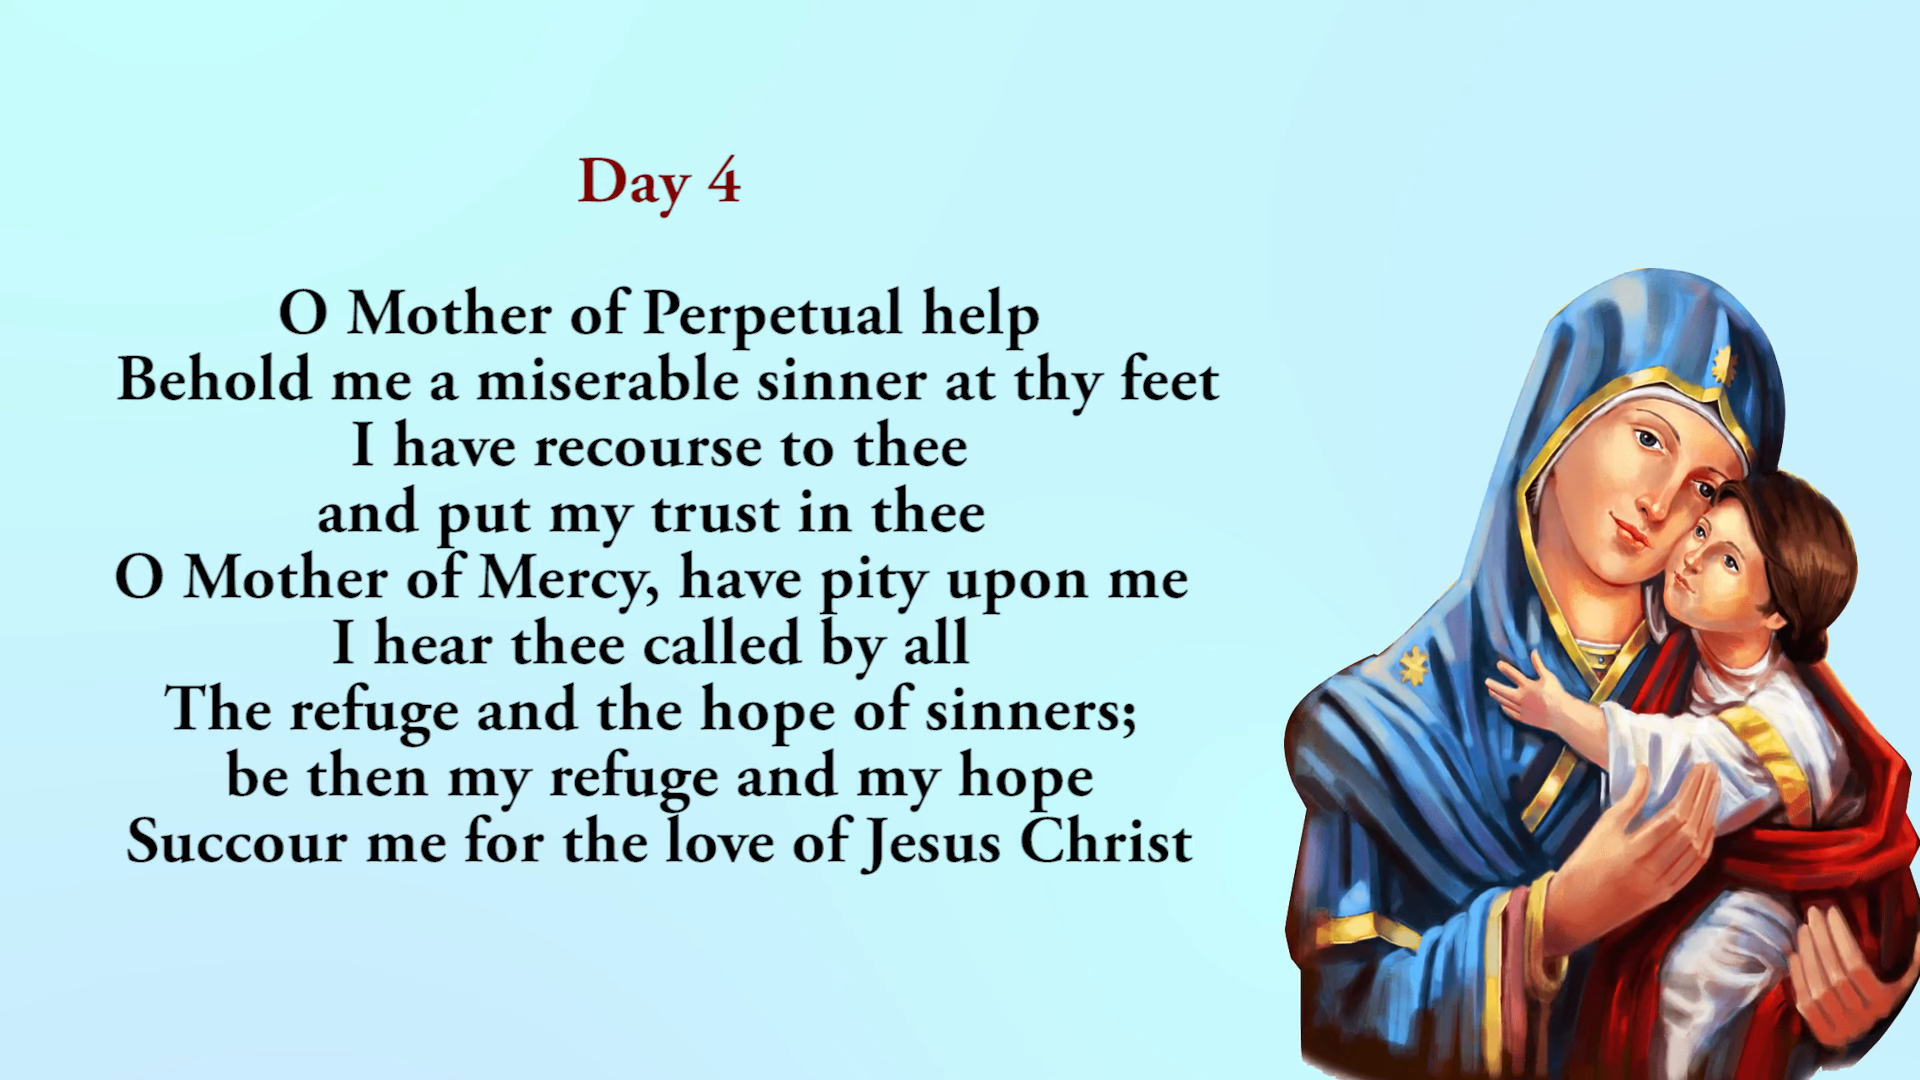 Day 4
O Mother of Perpetual help
Behold me a miserable sinner at thy feet
I have recourse to thee
and put my trust in thee
O Mother of Mercy, have pity upon me
I hear thee called by all
The refuge and the hope of sinners;
be then my refuge and my hope
Succour me for the love of Jesus Christ